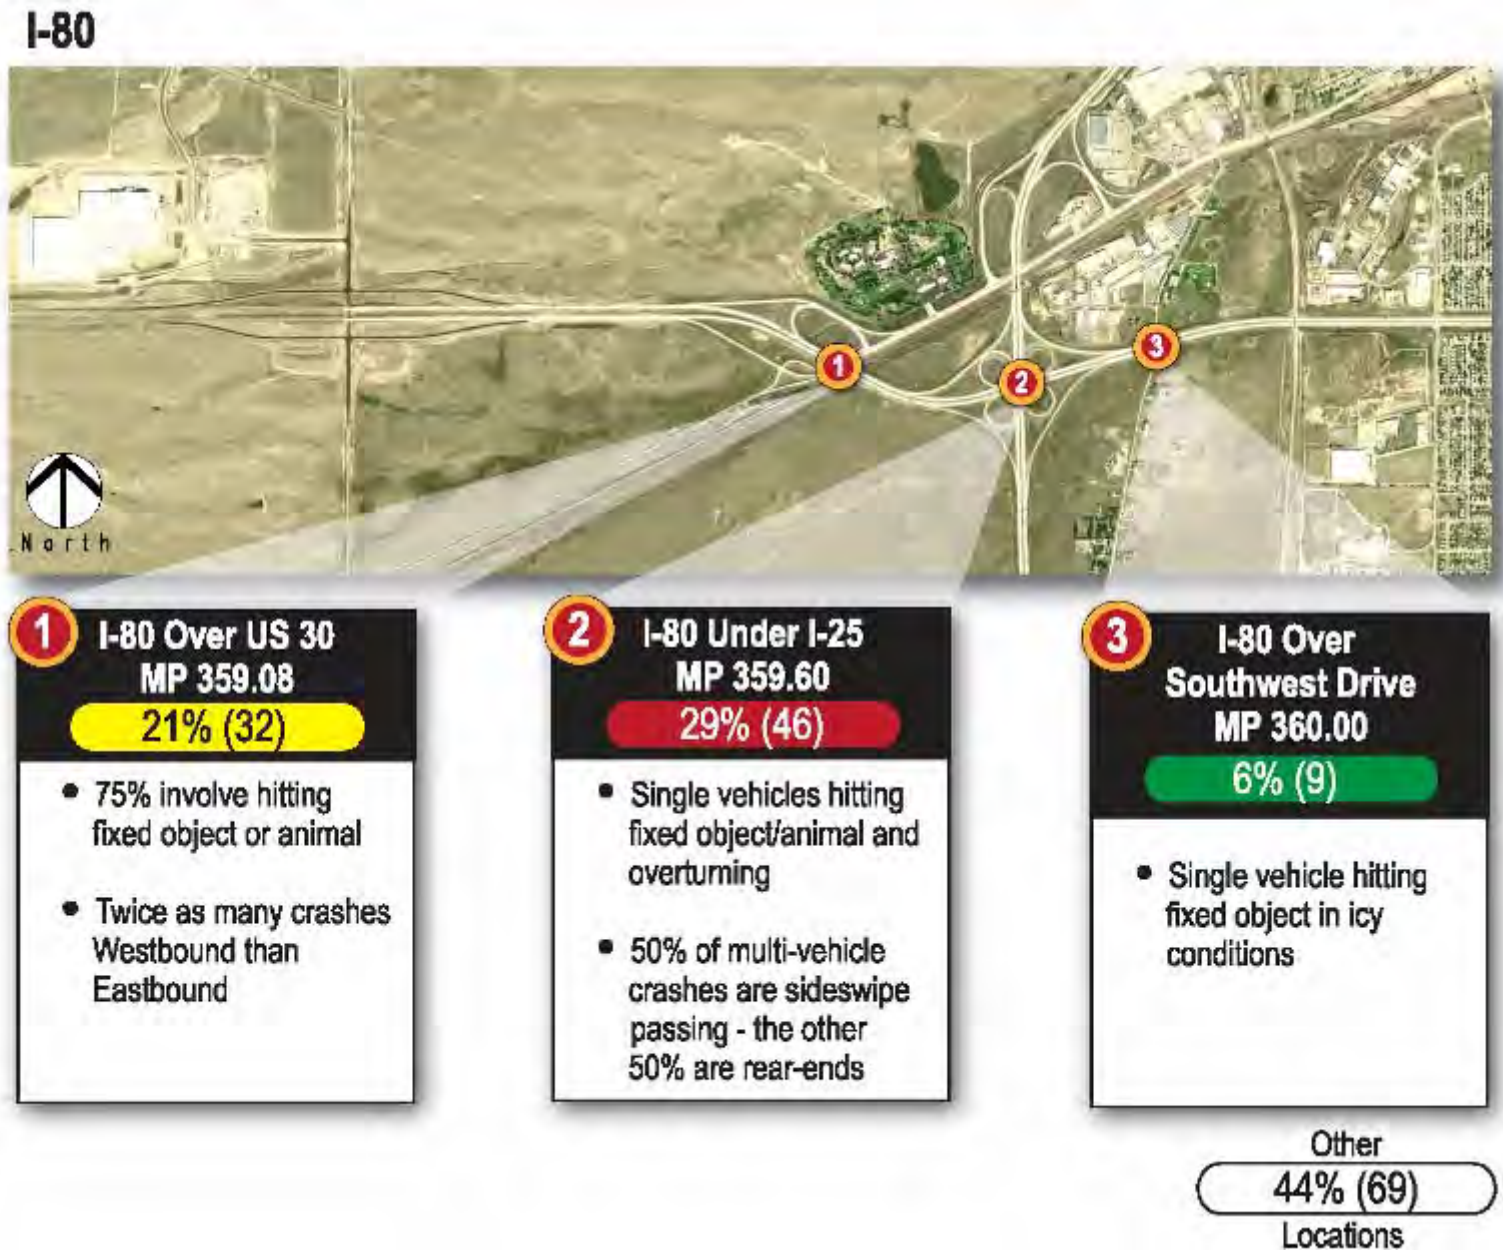 I-80
North
1
2
3
1
I-80 Over US 30
MP 359.08
21% (32)
• 75% involve hitting
fixed object or animal
• Twice as many crashes
Westbound than
Eastbound
2
I-80 Under I-25
MP 359.60
29% (46)
• Single vehicles hitting
fixed object/animal and
overturning
• 50% of multi-vehicle
crashes are sideswipe
passing - the other
50% are rear-ends
3
I-80 Over
Southwest Drive
MP 360.00
6% (9)
• Single vehicle hitting
fixed object in icy
conditions
Other
44% (69)
Locations